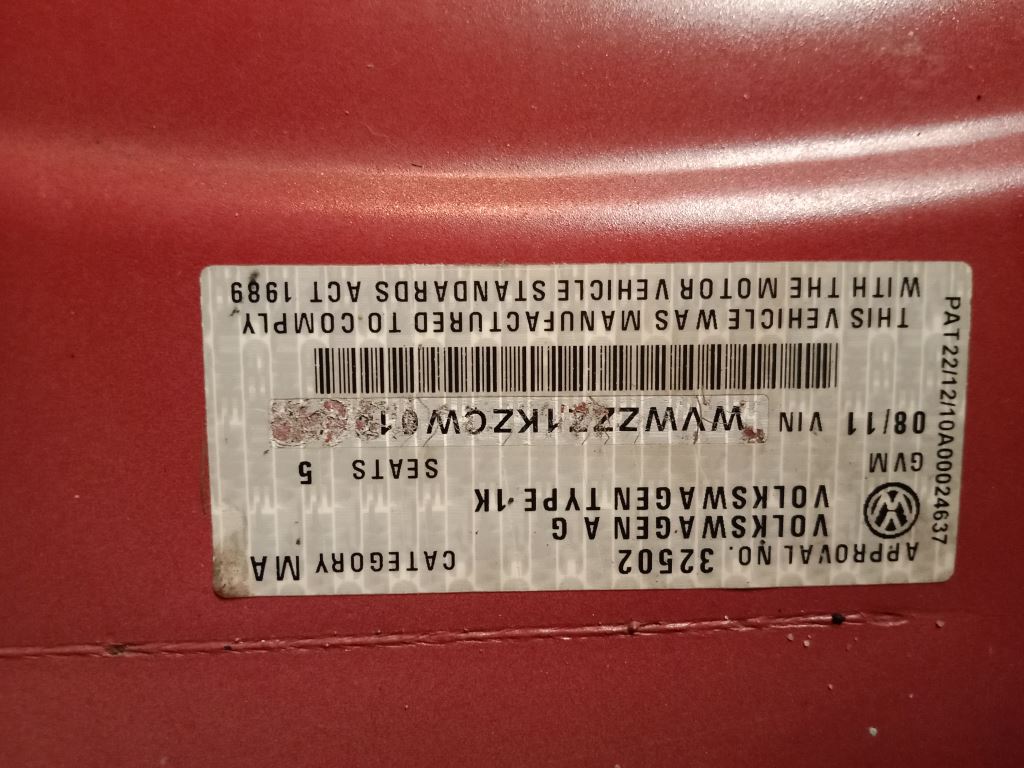 APPROVAL NO. 32502 CATEGORY MA
VOLKSWAGEN A G
VOLKSWAGEN TYPE 1K
GVM SEATS 5
08/11 VIN
THIS VEHICLE WAS MANUFACTURED TO COMPLY
WITH THE MOTOR VEHICLE STANDARDS ACT 1989
PAT22/12/10A00024637